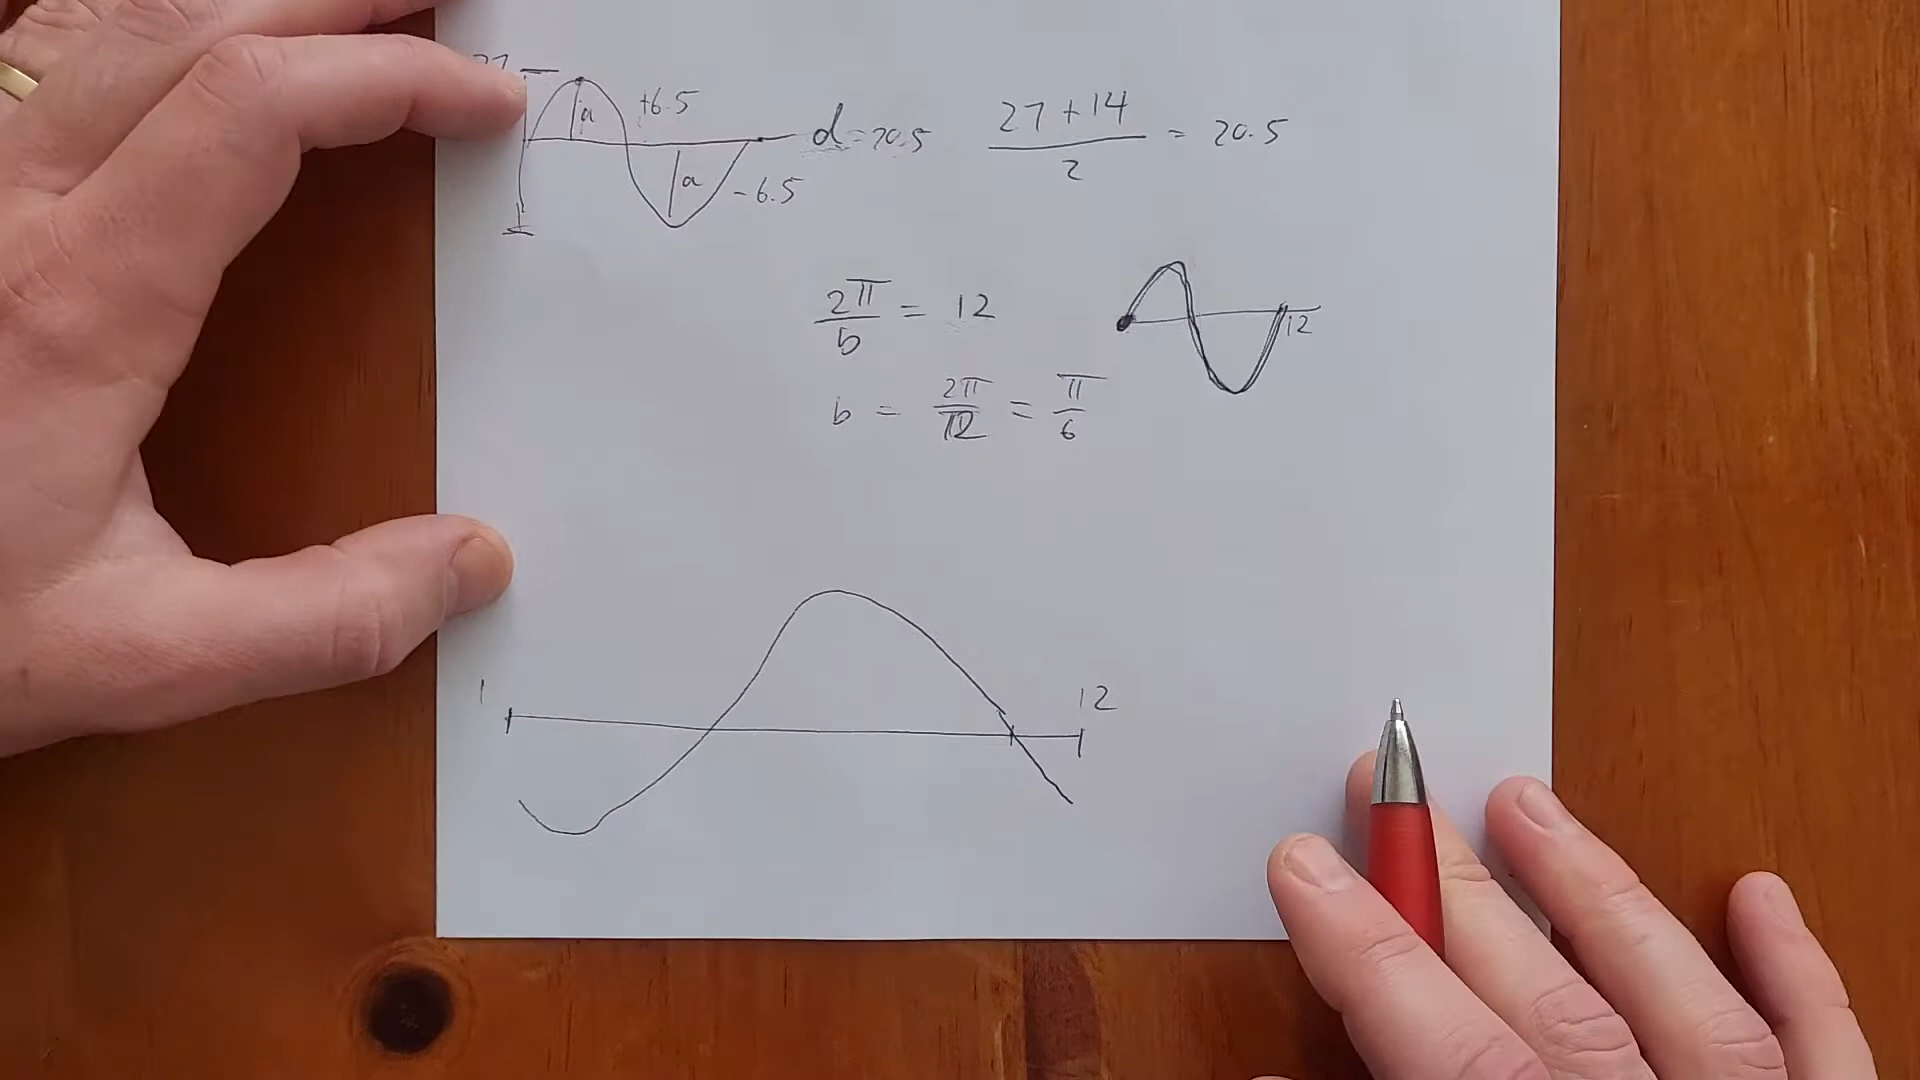 27
a +6.5
d = 20.5
a -6.5
27 + 14 / 2 = 20.5
2π / b = 12
12
b = 2π / 12 = π / 6
1 12